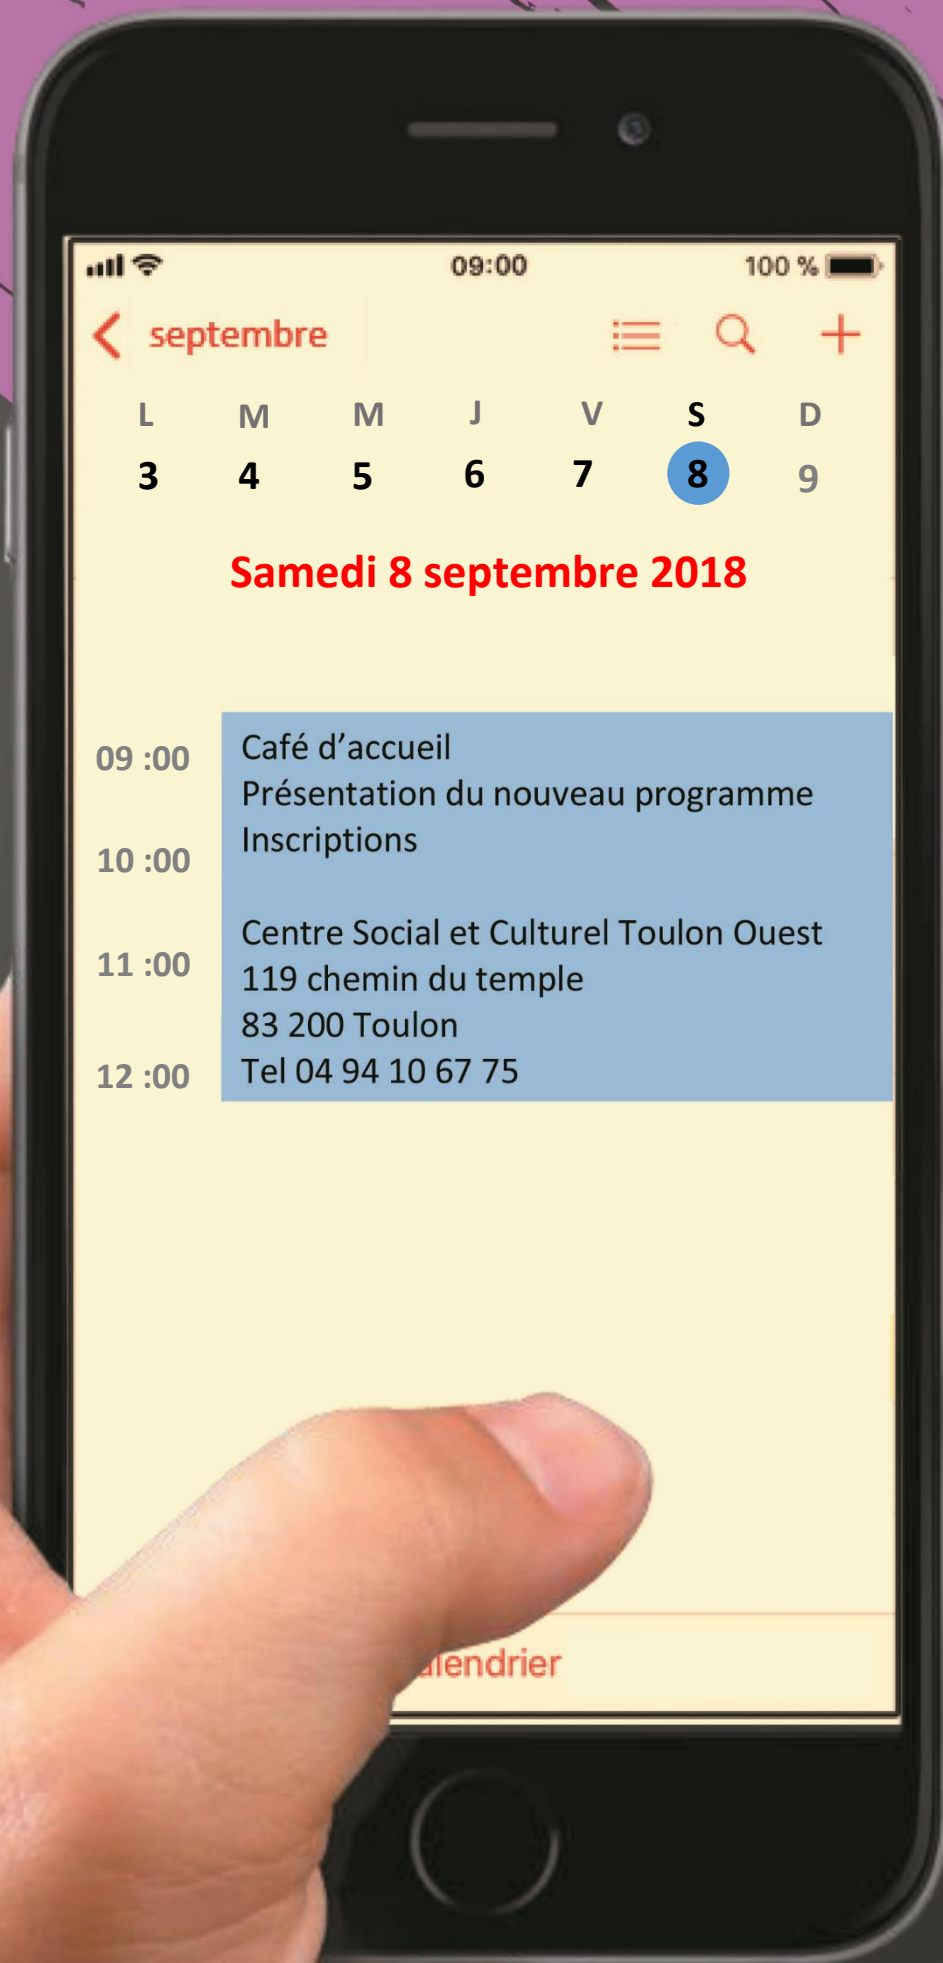 09:00 100 %
septembre
L M M J V S D
3 4 5 6 7 8 9
Samedi 8 septembre 2018
09 :00
Café d’accueil
Présentation du nouveau programme
Inscriptions
10 :00
Centre Social et Culturel Toulon Ouest
11 :00
119 chemin du temple
83 200 Toulon
12 :00
Tel 04 94 10 67 75
alendrier